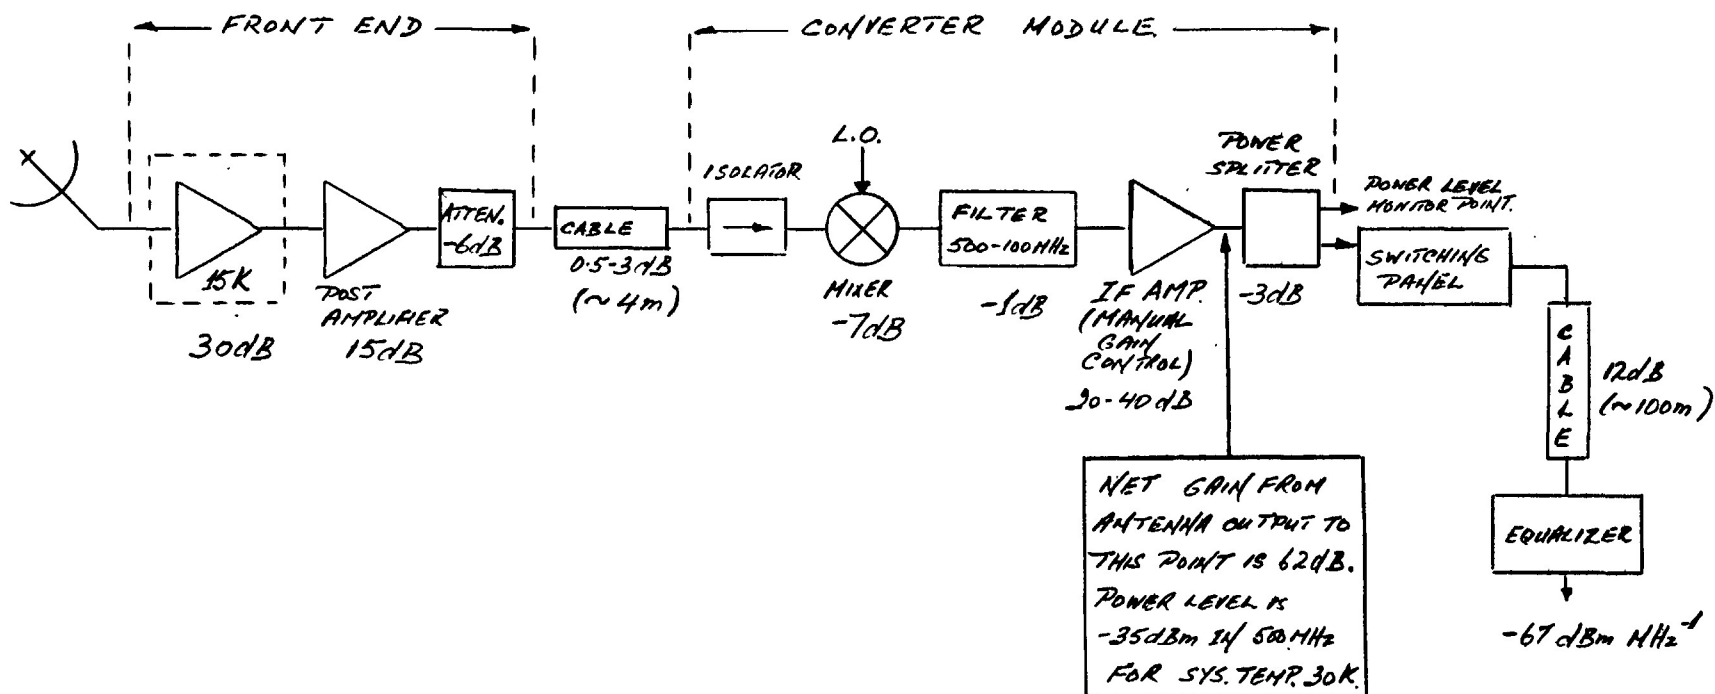 FRONT END
CONVERTER MODULE.
L.O.
POWER
SPLITTER
ISOLATOR
POWER LEVEL
MONITOR POINT.
ATTEN.
-6dB
CABLE
FILTER
500-100MHz
SWITCHING
PANEL
15K
0.5-3dB
(~4m)
MIXER
-7dB
-1dB
IF AMP.
(MANUAL
GAIN
CONTROL)
20-40dB
-3dB
POST
AMPLIFIER
15dB
30dB
CABLE
12dB
(~100m)
NET GAIN FROM
ANTENNA OUTPUT TO
THIS POINT IS 62dB.
POWER LEVEL IS
-35dBm IN 500MHz
FOR SYS. TEMP. 30K.
EQUALIZER
-67 dBm MHz⁻¹